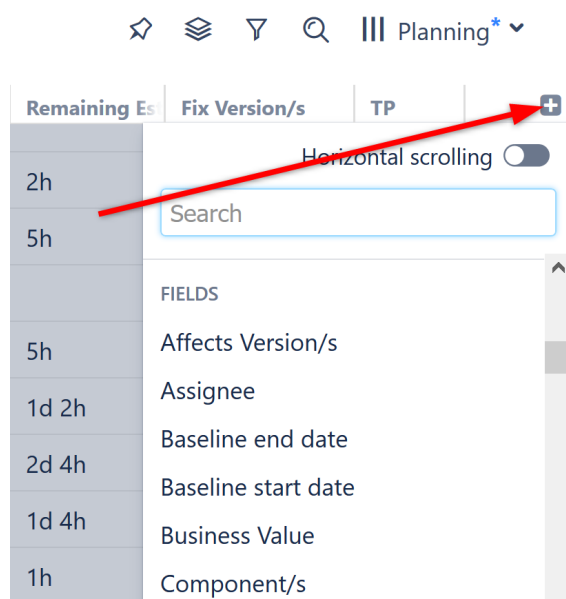 Planning* 
Remaining Es Fix Version/s TP
Horizontal scrolling
2h
Search
5h
FIELDS
Affects Version/s
5h
Assignee
1d 2h
Baseline end date
2d 4h
Baseline start date
1d 4h
Business Value
1h
Component/s